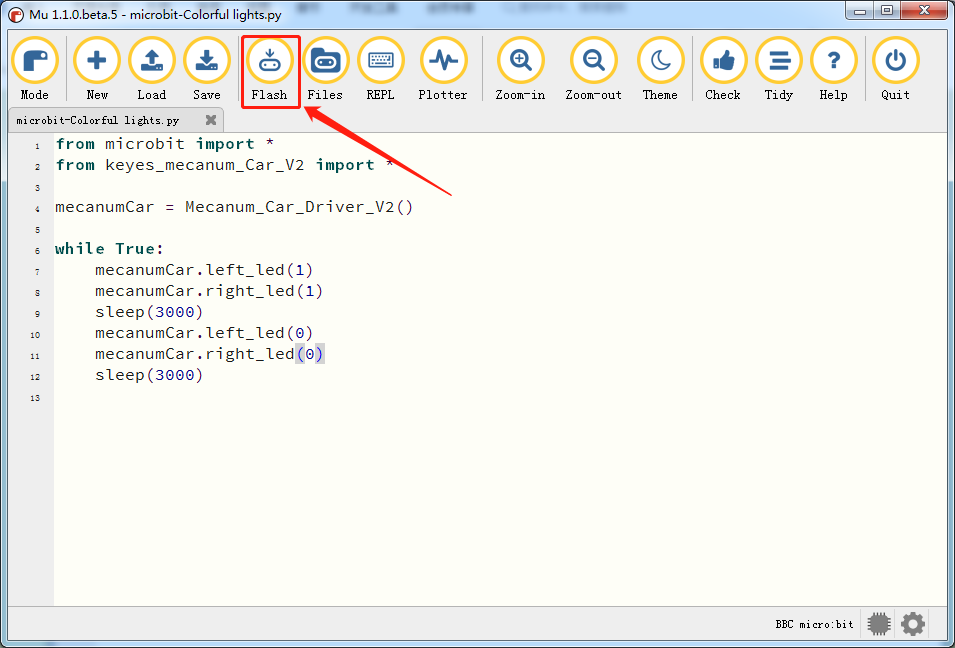 Mu 1.1.0.beta.5 - microbit-Colorful lights.py
Mode New Load Save Flash Files REPL Plotter Zoom-in Zoom-out Theme Check Tidy Help Quit
microbit-Colorful lights.py
1 from microbit import *
2 from keyes_mecanum_Car_V2 import *
3
4 mecanumCar = Mecanum_Car_Driver_V2()
5
6 while True:
7 mecanumCar.left_led(1)
8 mecanumCar.right_led(1)
9 sleep(3000)
10 mecanumCar.left_led(0)
11 mecanumCar.right_led(0)
12 sleep(3000)
13
BBC micro:bit